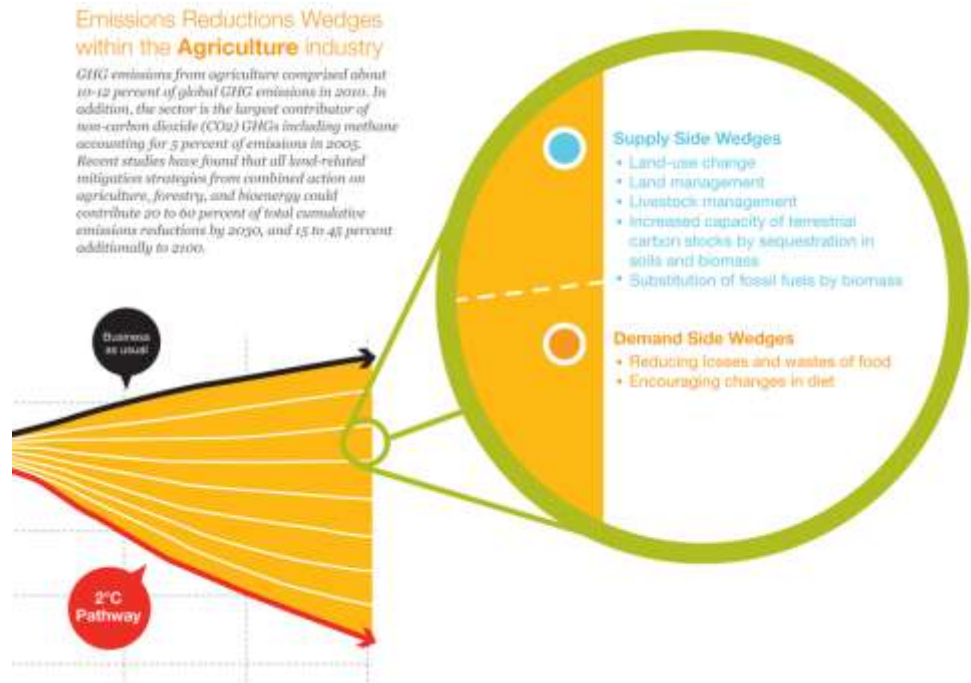 Emissions Reductions Wedges
within the Agriculture industry
GHG emissions from agriculture comprised about
10-12 percent of global GHG emissions in 2010. In
addition, the sector is the largest contributor of
non-carbon dioxide (CO2) GHGs including methane
accounting for 5 percent of emissions in 2005.
Recent studies have found that all land-related
mitigation strategies from combined action on
agriculture, forestry, and bioenergy could
contribute 20 to 60 percent of total cumulative
emissions reductions by 2030, and 15 to 45 percent
additionally to 2100.
Supply Side Wedges
• Land-use change
• Land management
• Livestock management
• Increased capacity of terrestrial
carbon stocks by sequestration in
soils and biomass
• Substitution of fossil fuels by biomass
Demand Side Wedges
• Reducing losses and wastes of food
• Encouraging changes in diet
Business
as usual
2°C
Pathway